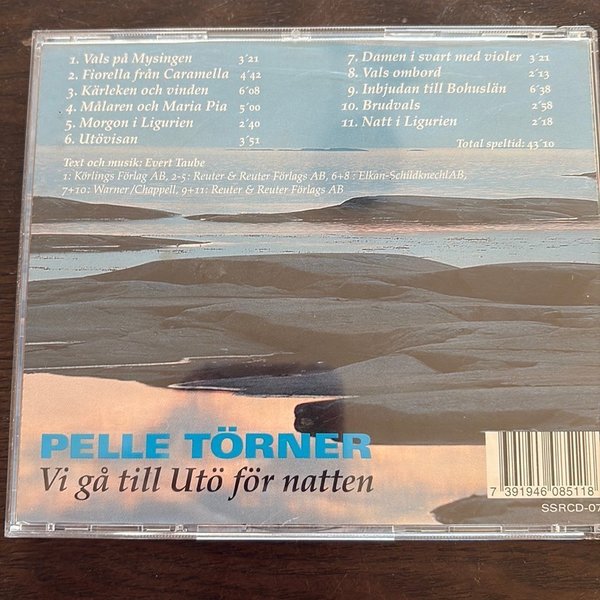 1. Vals på Mysingen 3´21
2. Fiorella från Caramella 4´42
3. Kärleken och vinden 6´08
4. Målaren och Maria Pia 5´00
5. Morgon i Ligurien 2´40
6. Utövisan 3´51
7. Damen i svart med violer 3´21
8. Vals ombord 2´13
9. Inbjudan till Bohuslän 6´38
10. Brudvals 2´58
11. Natt i Ligurien 2´18
Total speltid: 43´10
Text och musik: Evert Taube
1: Körlings Förlag AB, 2-5: Reuter & Reuter Förlags AB, 6+8 : Elkan-SchildknechlAB,
7+10: Warner/Chappell, 9+11: Reuter & Reuter Förlags AB
PELLE TÖRNER
Vi gå till Utö för natten
7 391946 085118
SSRCD-07